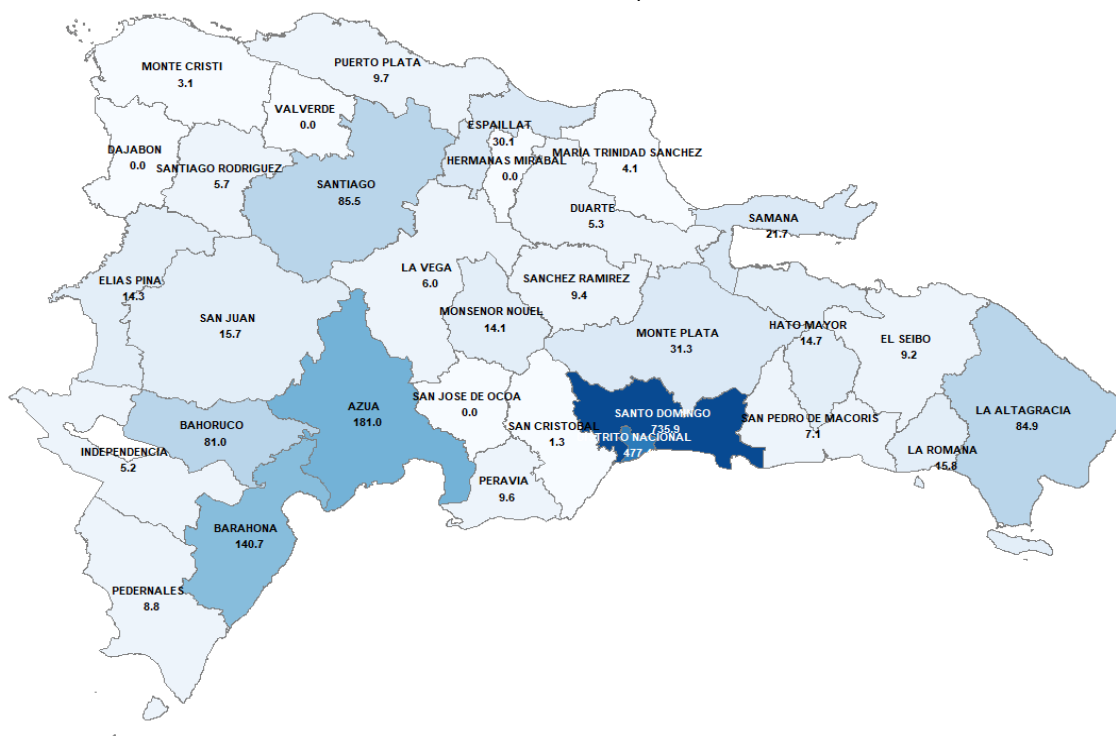 MONTE CRISTI
3.1
PUERTO PLATA
9.7
VALVERDE
0.0
ESPAILLAT
30.1
DAJABON
0.0
SANTIAGO RODRIGUEZ
5.7
HERMANAS MIRABAL
0.0
MARIA TRINIDAD SANCHEZ
4.1
SANTIAGO
85.5
DUARTE
5.3
SAMANA
21.7
ELIAS PINA
14.3
LA VEGA
6.0
SANCHEZ RAMIREZ
9.4
SAN JUAN
15.7
MONSENOR NOUEL
14.1
MONTE PLATA
31.3
HATO MAYOR
14.7
EL SEIBO
9.2
SAN JOSE DE OCOA
0.0
AZUA
181.0
SANTO DOMINGO
735.9
LA ALTAGRACIA
84.9
BAHORUCO
81.0
SAN CRISTOBAL
1.3
SAN PEDRO DE MACORIS
7.1
TRITO NACIONAL
477
INDEPENDENCIA
5.2
LA ROMANA
15.8
PERAVIA
9.6
BARAHONA
140.7
PEDERNALES
8.8